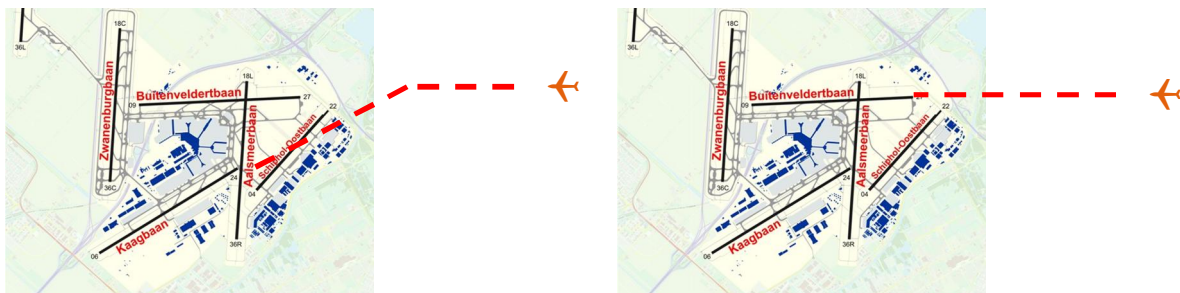 18C
36L
18L
Zwanenburgbaan
Buitenveldertbaan
09
27
22
Aalsmeerbaan
Schiphol-Oostbaan
24
36C
04
Kaagbaan
36R
06
18C
36L
18L
Zwanenburgbaan
Buitenveldertbaan
09
27
22
Aalsmeerbaan
Schiphol-Oostbaan
24
36C
04
Kaagbaan
36R
06